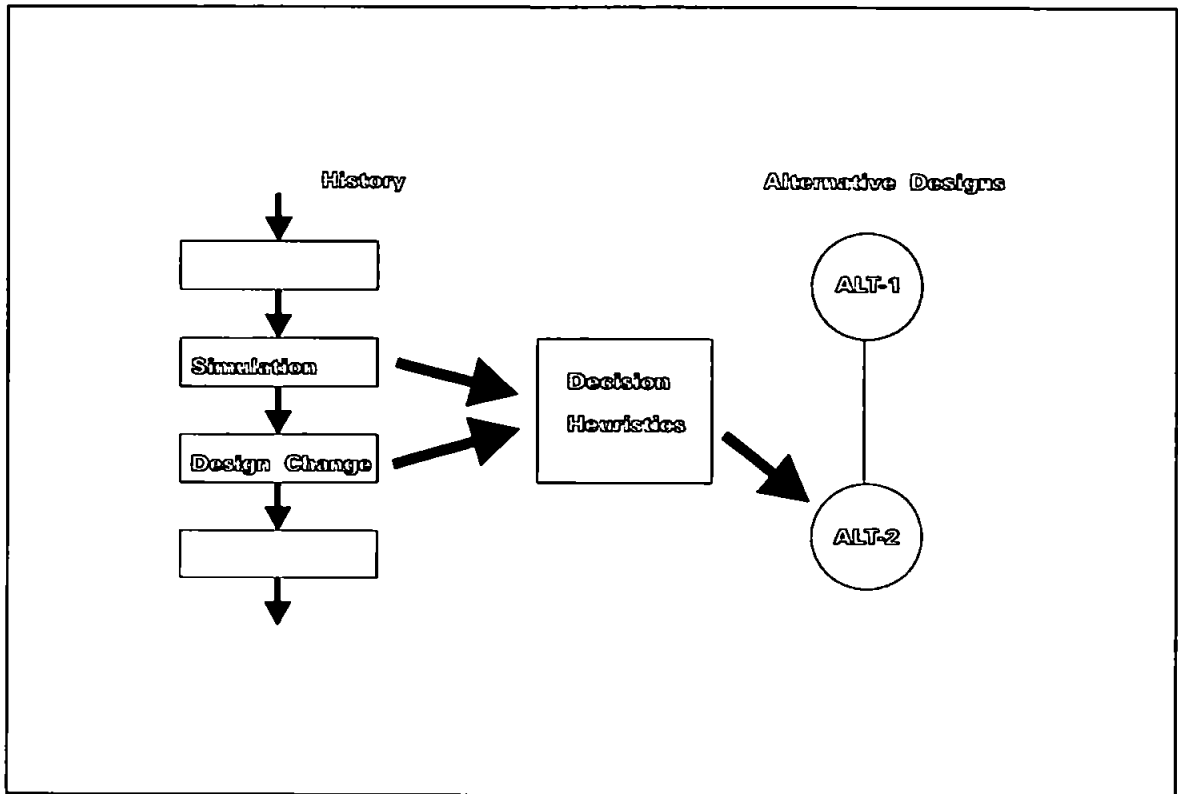 History
Alternative Designs
ALT-1
Simulation
Decision
Heuristics
Design Change
ALT-2